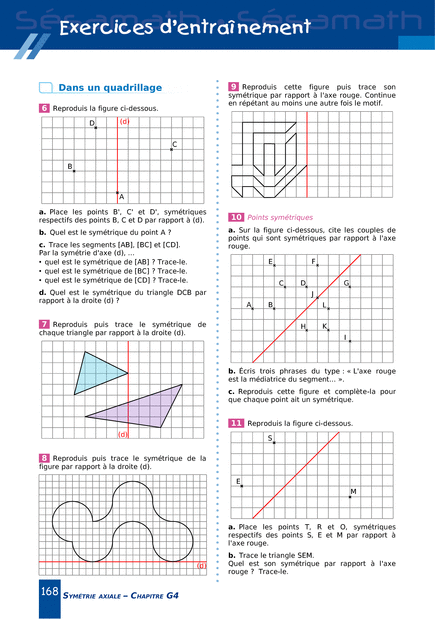 Sésamath Sésamath
Exercices d'entraînement
Dans un quadrillage
6 Reproduis la figure ci-dessous.
D
(d)
C
B
A
a. Place les points B', C' et D', symétriques
respectifs des points B, C et D par rapport à (d).
b. Quel est le symétrique du point A ?
c. Trace les segments [AB], [BC] et [CD].
Par la symétrie d'axe (d), ...
• quel est le symétrique de [AB] ? Trace-le.
• quel est le symétrique de [BC] ? Trace-le.
• quel est le symétrique de [CD] ? Trace-le.
d. Quel est le symétrique du triangle DCB par
rapport à la droite (d) ?
7 Reproduis puis trace le symétrique de
chaque triangle par rapport à la droite (d).
(d)
8 Reproduis puis trace le symétrique de la
figure par rapport à la droite (d).
(d)
9 Reproduis cette figure puis trace son
symétrique par rapport à l'axe rouge. Continue
en répétant au moins une autre fois le motif.
10 Points symétriques
a. Sur la figure ci-dessous, cite les couples de
points qui sont symétriques par rapport à l'axe
rouge.
E F
C D G
J
A B L
H K
I
b. Écris trois phrases du type : « L'axe rouge
est la médiatrice du segment... ».
c. Reproduis cette figure et complète-la pour
que chaque point ait un symétrique.
11 Reproduis la figure ci-dessous.
S
E
M
a. Place les points T, R et O, symétriques
respectifs des points S, E et M par rapport à
l'axe rouge.
b. Trace le triangle SEM.
Quel est son symétrique par rapport à l'axe
rouge ? Trace-le.
168 SYMÉTRIE AXIALE – CHAPITRE G4